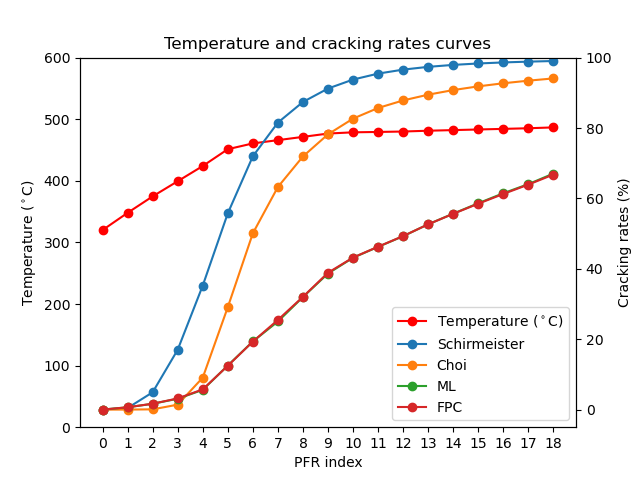 Temperature and cracking rates curves
600
500
400
300
200
100
0
Temperature (°C)
100
80
60
40
20
0
Cracking rates (%)
Temperature (°C)
Schirmeister
Choi
ML
FPC
0 1 2 3 4 5 6 7 8 9 10 11 12 13 14 15 16 17 18
PFR index